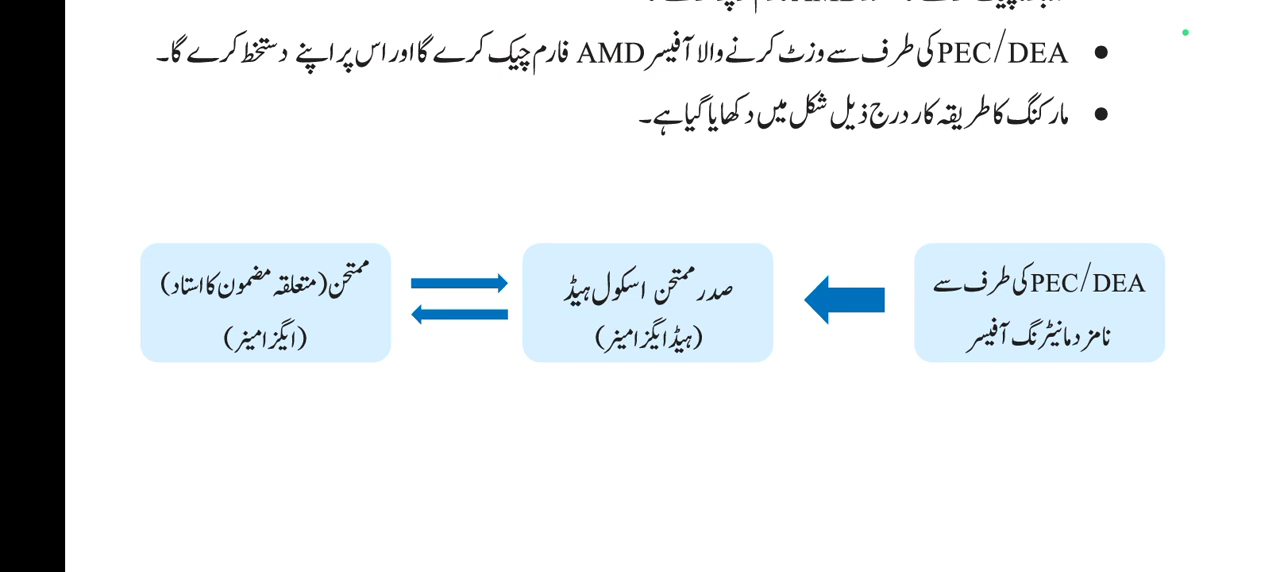 PEC/DEA کی طرف سے وزٹ کرنے والا آفیسر AMD فارم چیک کرے گا اور اس پر اپنے دستخط کرے گا۔
مارکنگ کا طریقہ کار درج ذیل شکل میں دکھایا گیا ہے۔
PEC/DEA کی طرف سے
نامزد مانیٹرنگ آفیسر
صدر ممتحن اسکول ہیڈ
(ہیڈ ایگزامینر)
ممتحن (متعلقہ مضمون کا استاد)
(ایگزامینر)